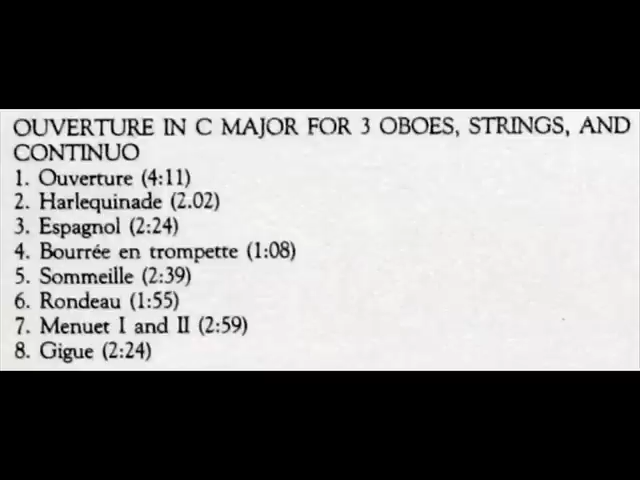 OUVERTURE IN C MAJOR FOR 3 OBOES, STRINGS, AND
CONTINUO
1. Ouverture (4:11)
2. Harlequinade (2.02)
3. Espagnol (2:24)
4. Bourrée en trompette (1:08)
5. Sommeille (2:39)
6. Rondeau (1:55)
7. Menuet I and II (2:59)
8. Gigue (2:24)